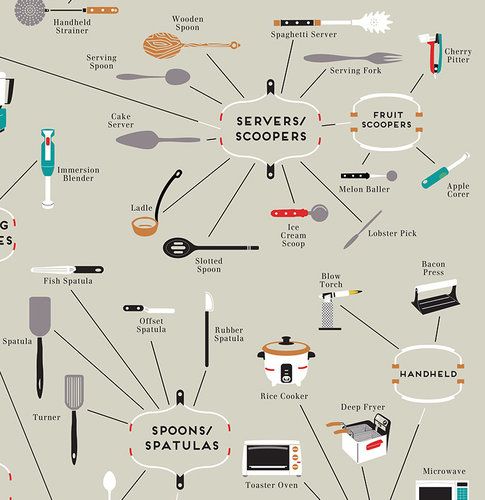 Handheld
Strainer
Wooden
Spoon
Spaghetti Server
Serving
Spoon
Serving Fork
Cherry
Pitter
Cake
Server
SERVERS/
SCOOPERS
FRUIT
SCOOPERS
Immersion
Blender
Ladle
Melon Baller
Apple
Corer
Ice
Cream
Scoop
Lobster Pick
G
ES
Slotted
Spoon
Fish Spatula
Blow
Torch
Bacon
Press
Offset
Spatula
Rubber
Spatula
Spatula
HANDHELD
Rice Cooker
Turner
Deep Fryer
SPOONS/
SPATULAS
Toaster Oven
Microwave